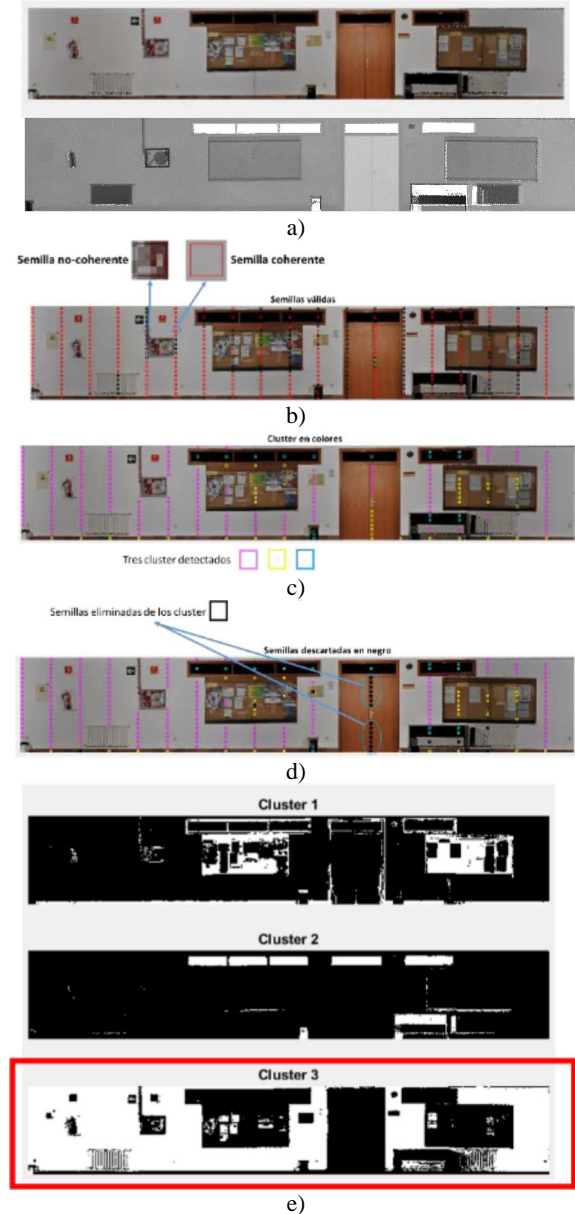 a)
Semilla no-coherente
Semilla coherente
Semillas válidas
b)
Cluster en colores
c)
Tres cluster detectados
Semillas eliminadas de los cluster
Semillas descartadas en negro
d)
Cluster 1
Cluster 2
Cluster 3
e)